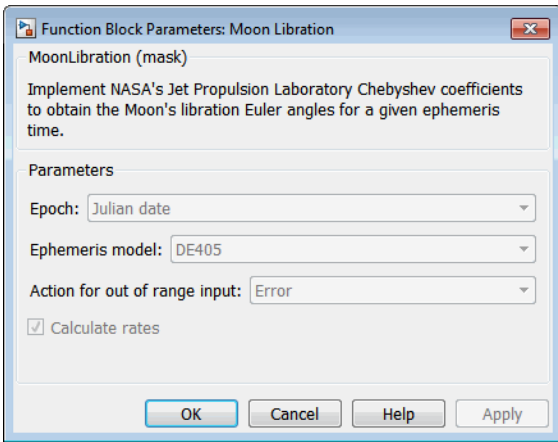 Function Block Parameters: Moon Libration
MoonLibration (mask)
Implement NASA's Jet Propulsion Laboratory Chebyshev coefficients
to obtain the Moon's libration Euler angles for a given ephemeris
time.
Parameters
Epoch: Julian date
Ephemeris model: DE405
Action for out of range input: Error
Calculate rates
OK Cancel Help Apply